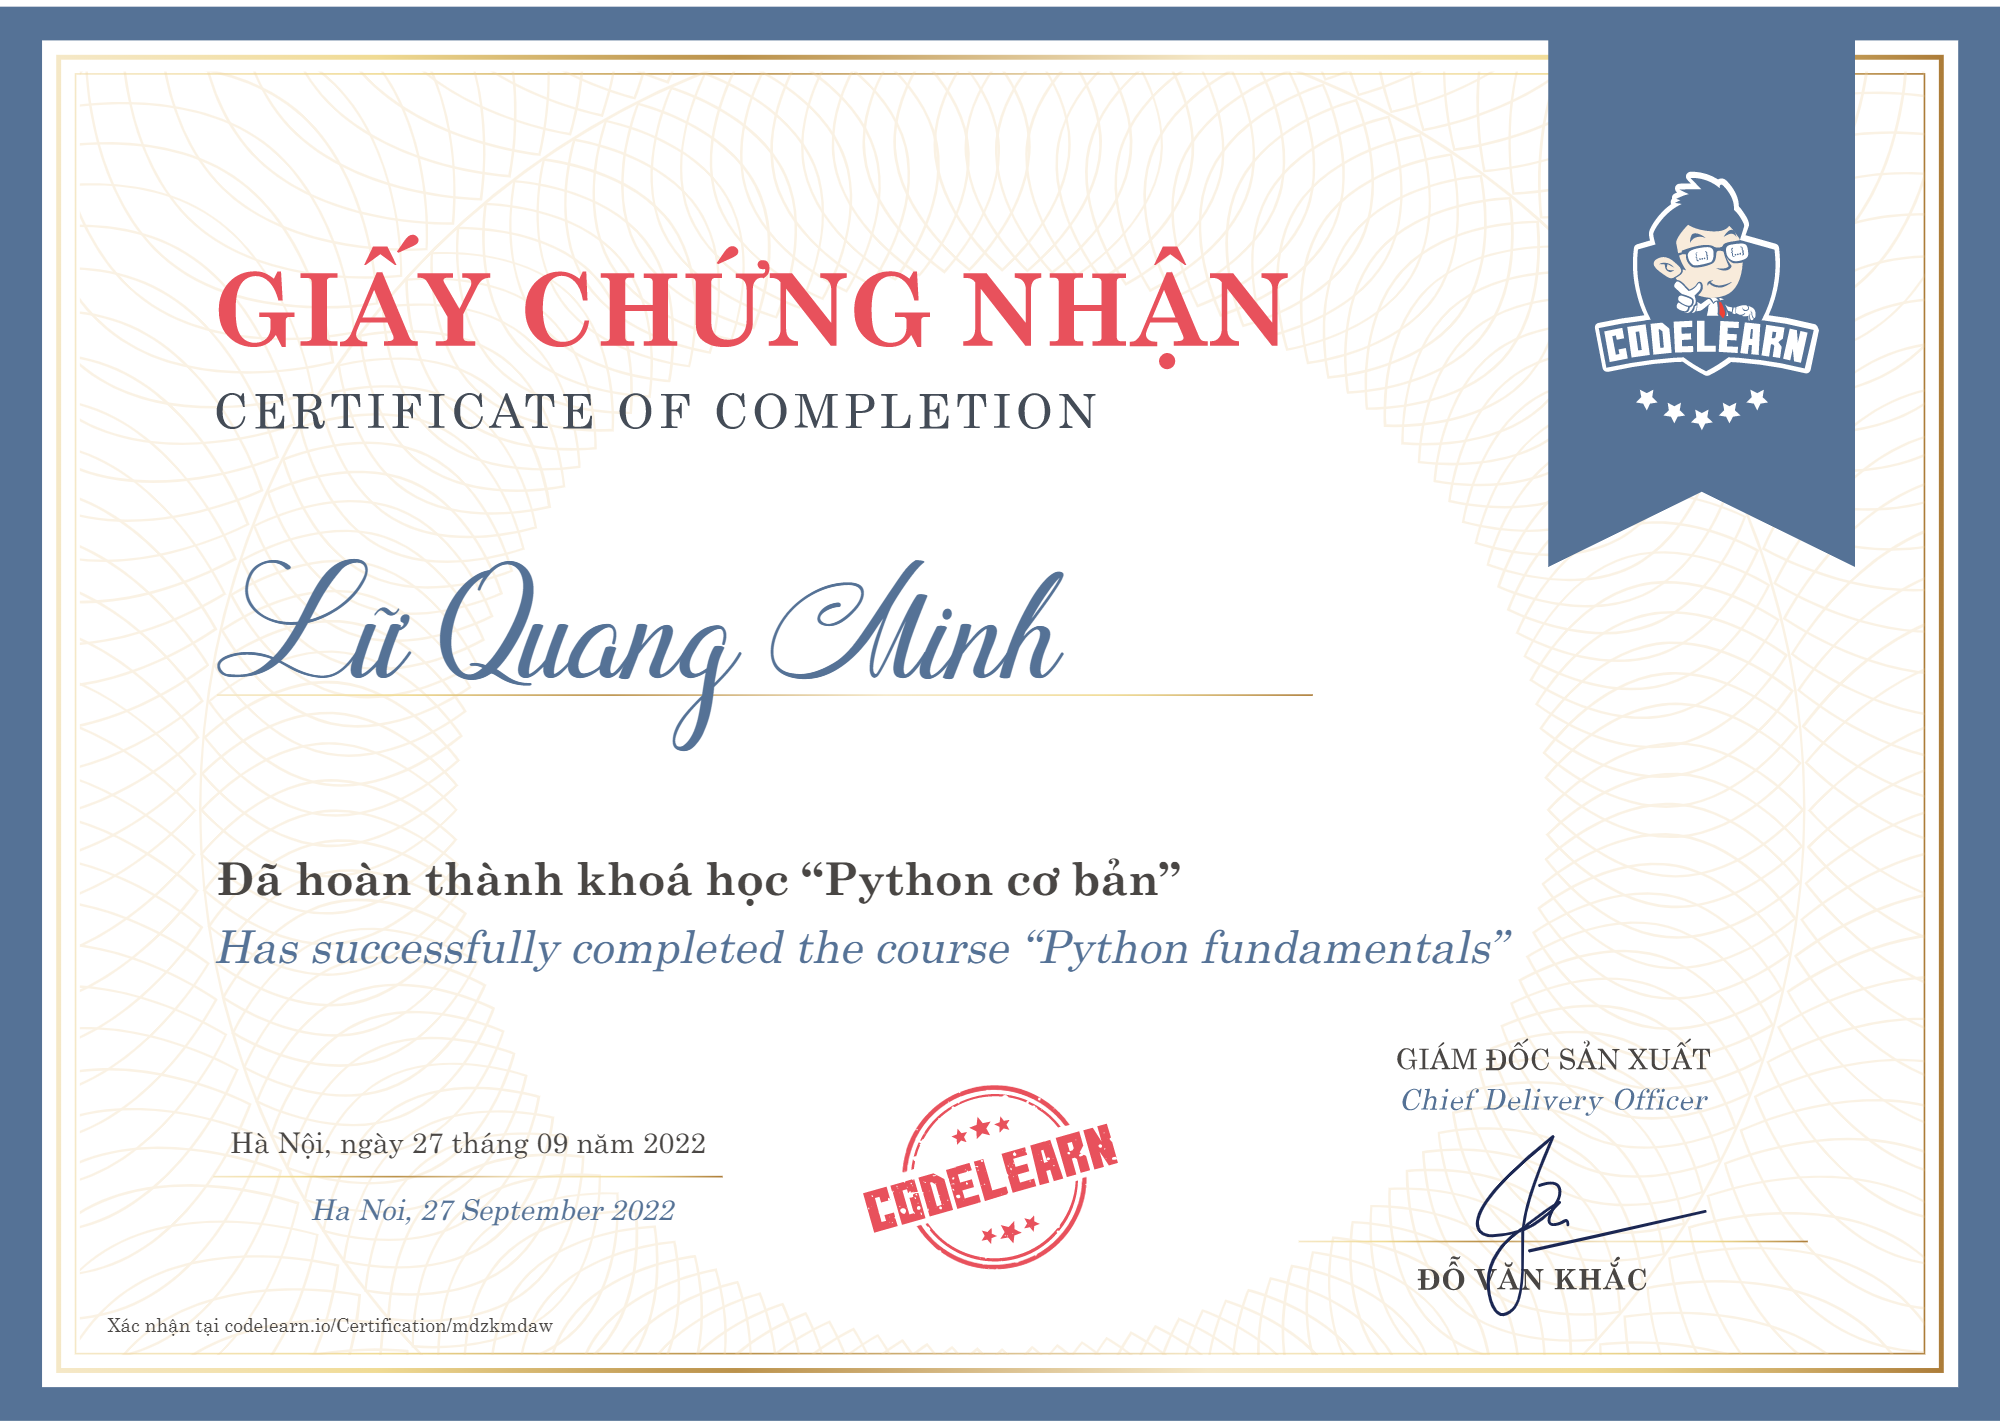 GIẤY CHỨNG NHẬN
CERTIFICATE OF COMPLETION
CODELEARN
Lữ Quang Minh
Đã hoàn thành khoá học “Python cơ bản”
Has successfully completed the course “Python fundamentals”
GIÁM ĐỐC SẢN XUẤT
Chief Delivery Officer
Hà Nội, ngày 27 tháng 09 năm 2022
Ha Noi, 27 September 2022
CODELEARN
ĐỖ VĂN KHẮC
Xác nhận tại codelearn.io/Certification/mdzkmdaw